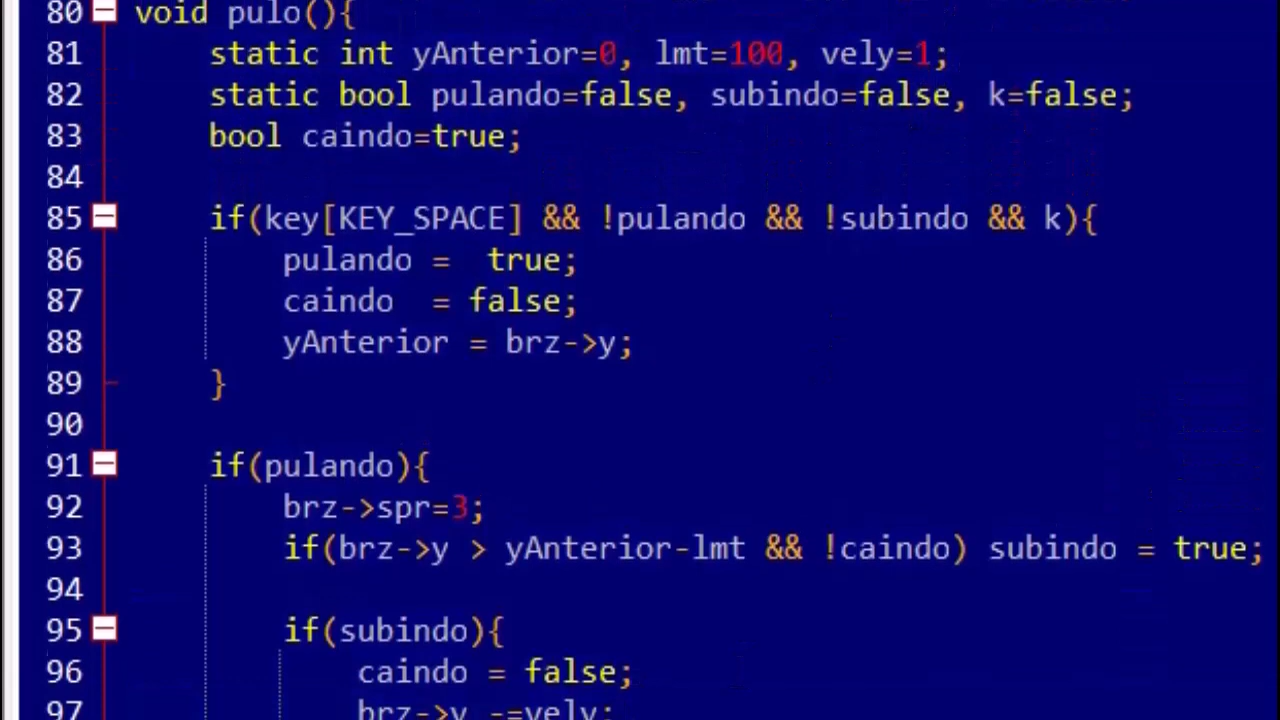 80 void pulo(){
81 static int yAnterior=0, lmt=100, vely=1;
82 static bool pulando=false, subindo=false, k=false;
83 bool caindo=true;
84
85 if(key[KEY_SPACE] && !pulando && !subindo && k){
86 pulando = true;
87 caindo = false;
88 yAnterior = brz->y;
89 }
90
91 if(pulando){
92 brz->spr=3;
93 if(brz->y > yAnterior-lmt && !caindo) subindo = true;
94
95 if(subindo){
96 caindo = false;
97 brz->y -=vely;